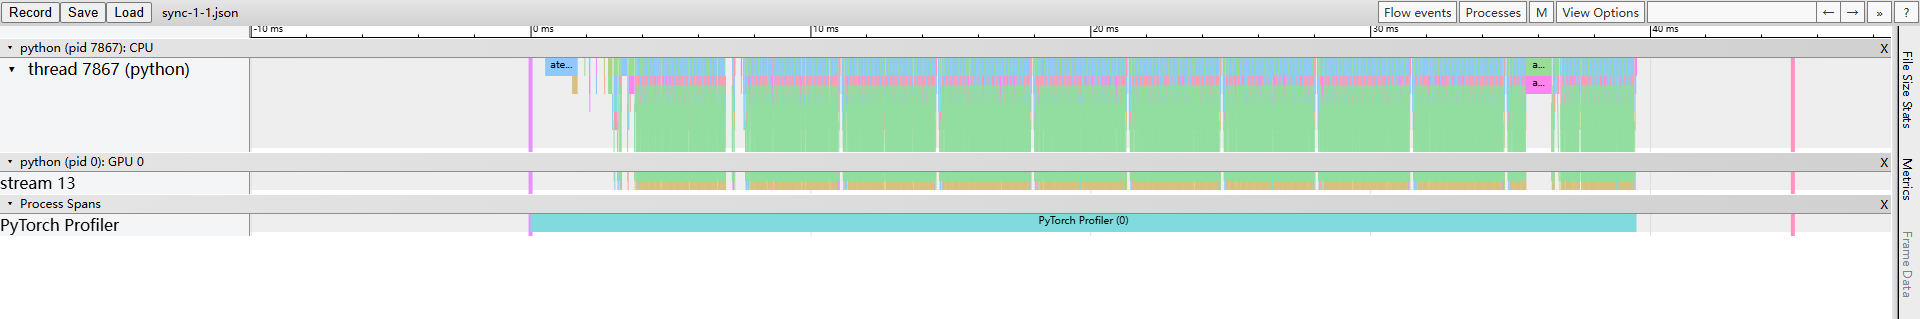 Record Save Load sync-1-1.json Flow events Processes M View Options ← → » ?
-10 ms 0 ms 10 ms 20 ms 30 ms 40 ms
python (pid 7867): CPU X
thread 7867 (python)
ate...
a...
a...
python (pid 0): GPU 0 X
stream 13
Process Spans X
PyTorch Profiler
PyTorch Profiler (0)
File Size Stats
Metrics
Frame Data